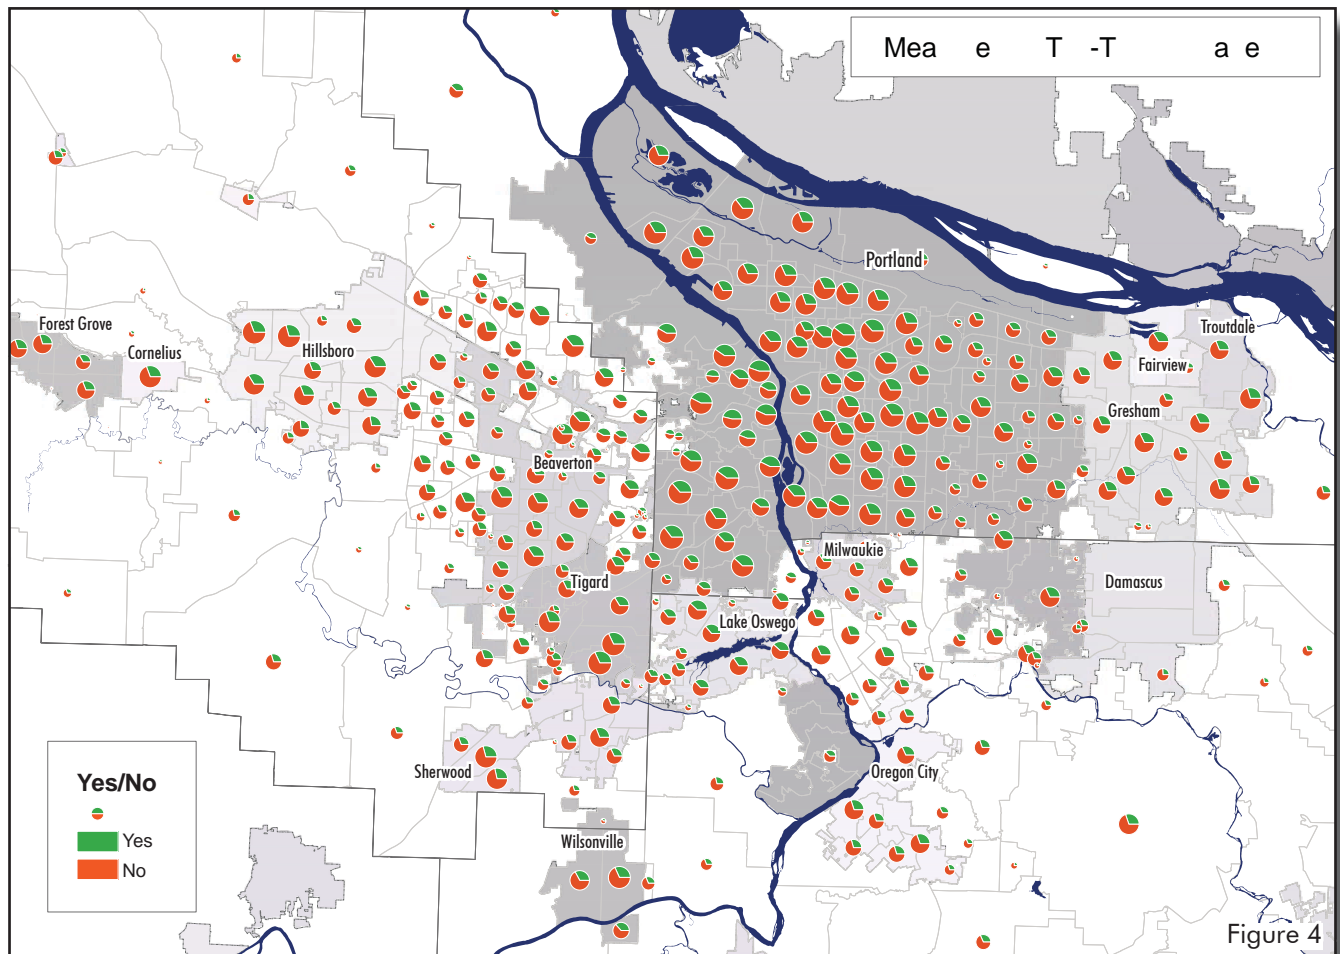 Mea e T -T a e
Portland
Troutdale
Forest Grove
Cornelius
Hillsboro
Fairview
Gresham
Beaverton
Milwaukie
Tigard
Damascus
Lake Oswego
Yes/No
Yes
No
Sherwood
Oregon City
Wilsonville
Figure 4